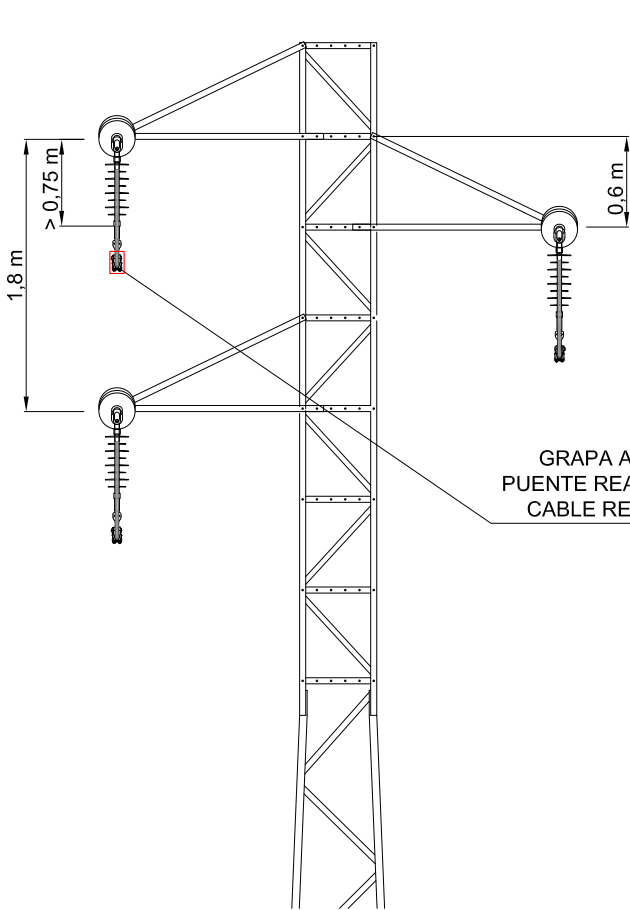 > 0,75 m
1,8 m
0,6 m
GRAPA A
PUENTE REA
CABLE RE